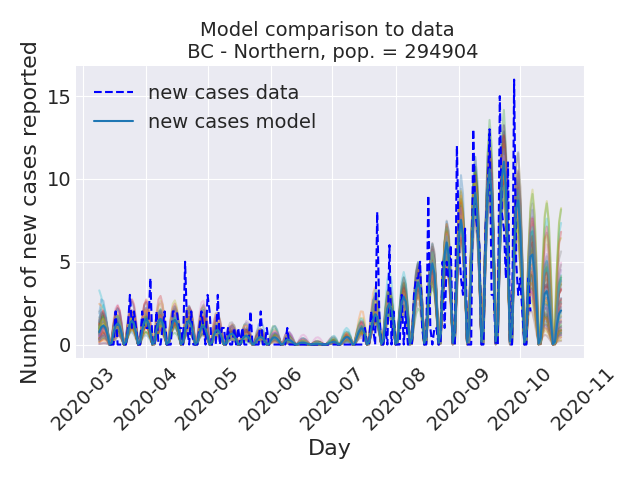 Model comparison to data
BC - Northern, pop. = 294904
Number of new cases reported
15
10
5
0
new cases data
new cases model
2020-03
2020-04
2020-05
2020-06
2020-07
2020-08
2020-09
2020-10
2020-11
Day